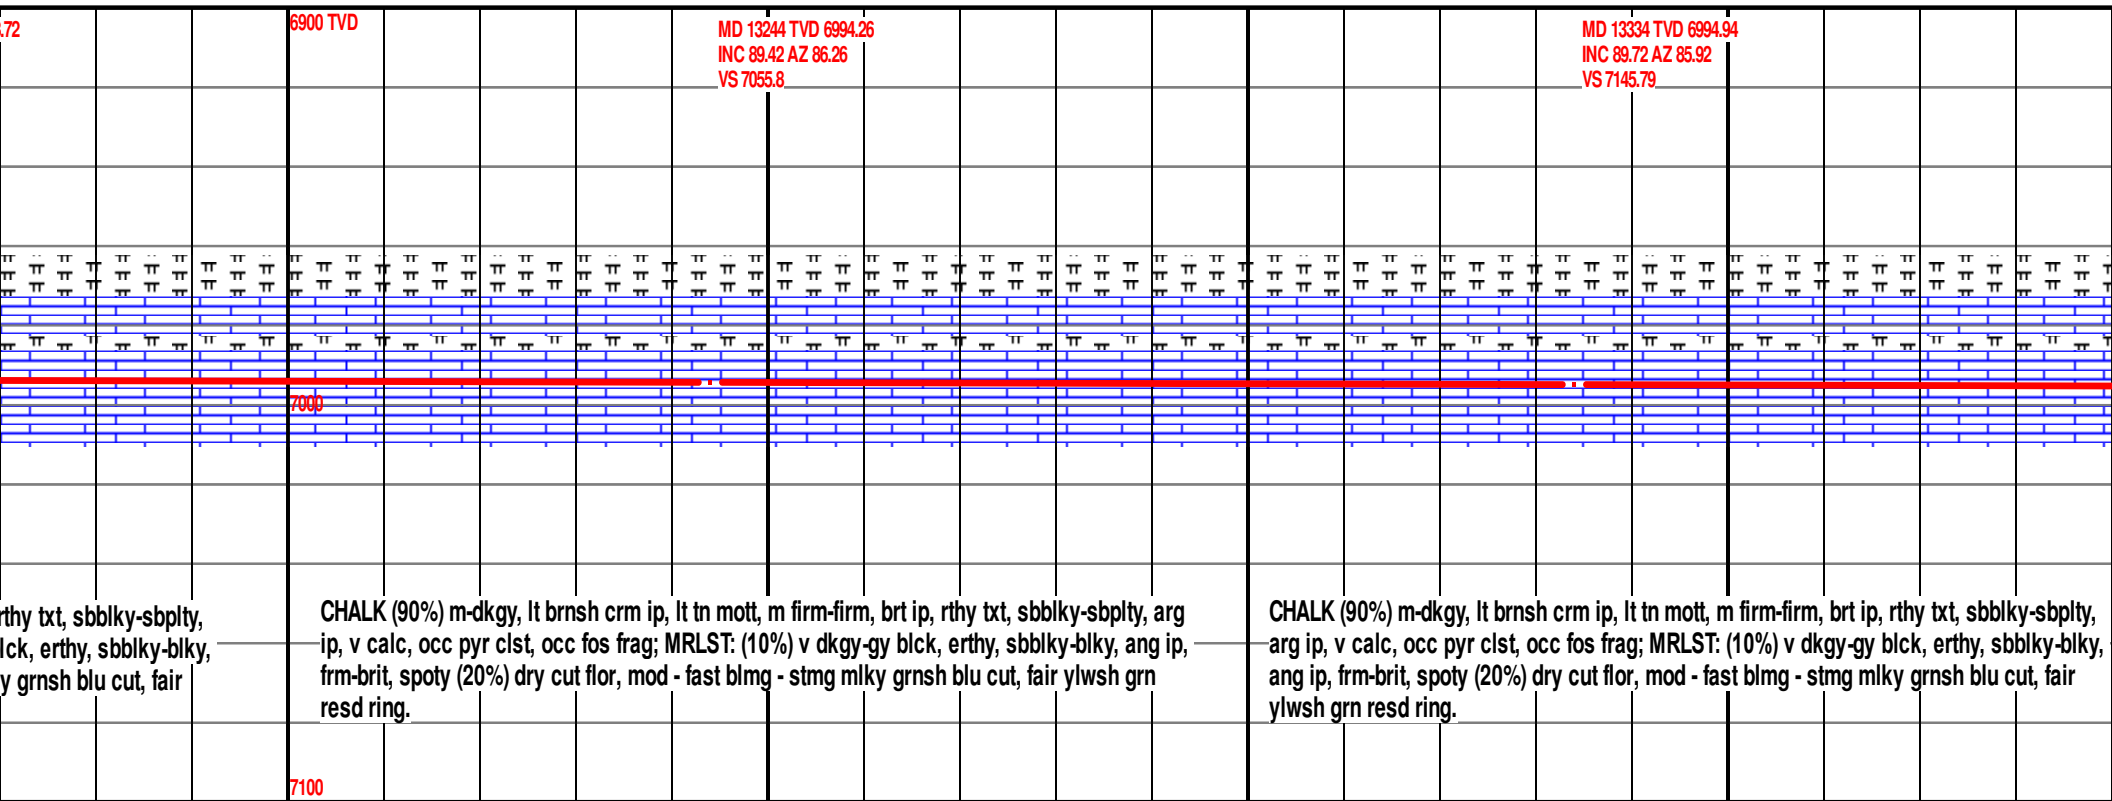 .72
6900 TVD
MD 13244 TVD 6994.26
INC 89.42 AZ 86.26
VS 7055.8
MD 13334 TVD 6994.94
INC 89.72 AZ 85.92
VS 7145.79
7000
rthy txt, sbblky-sbplty,
lck, erthy, sbblky-blky,
y grnsh blu cut, fair
CHALK (90%) m-dkgy, lt brnsh crm ip, lt tn mott, m firm-firm, brt ip, rthy txt, sbblky-sbplty, arg
ip, v calc, occ pyr clst, occ fos frag; MRLST: (10%) v dkgy-gy blck, erthy, sbblky-blky, ang ip,
frm-brit, spoty (20%) dry cut flor, mod - fast blmg - stmg mlky grnsh blu cut, fair ylwsh grn
resd ring.
CHALK (90%) m-dkgy, lt brnsh crm ip, lt tn mott, m firm-firm, brt ip, rthy txt, sbblky-sbplty,
arg ip, v calc, occ pyr clst, occ fos frag; MRLST: (10%) v dkgy-gy blck, erthy, sbblky-blky,
ang ip, frm-brit, spoty (20%) dry cut flor, mod - fast blmg - stmg mlky grnsh blu cut, fair
ylwsh grn resd ring.
7100